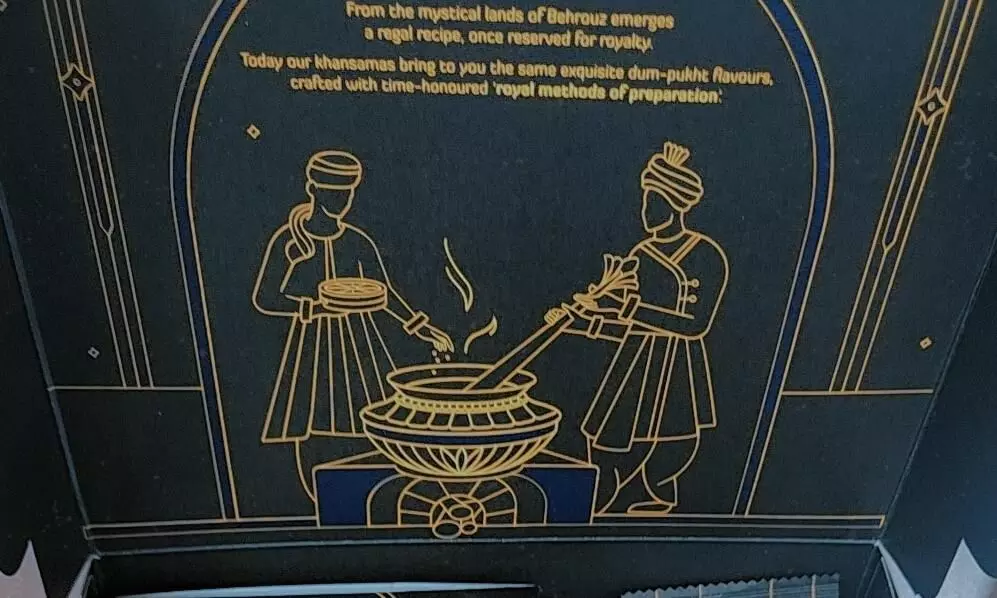 From the mystical lands of Behrouz emerges
a regal recipe, once reserved for royalty.
Today our khansamas bring to you the same exquisite dum-pukht flavours,
crafted with time-honoured 'royal methods of preparation'.